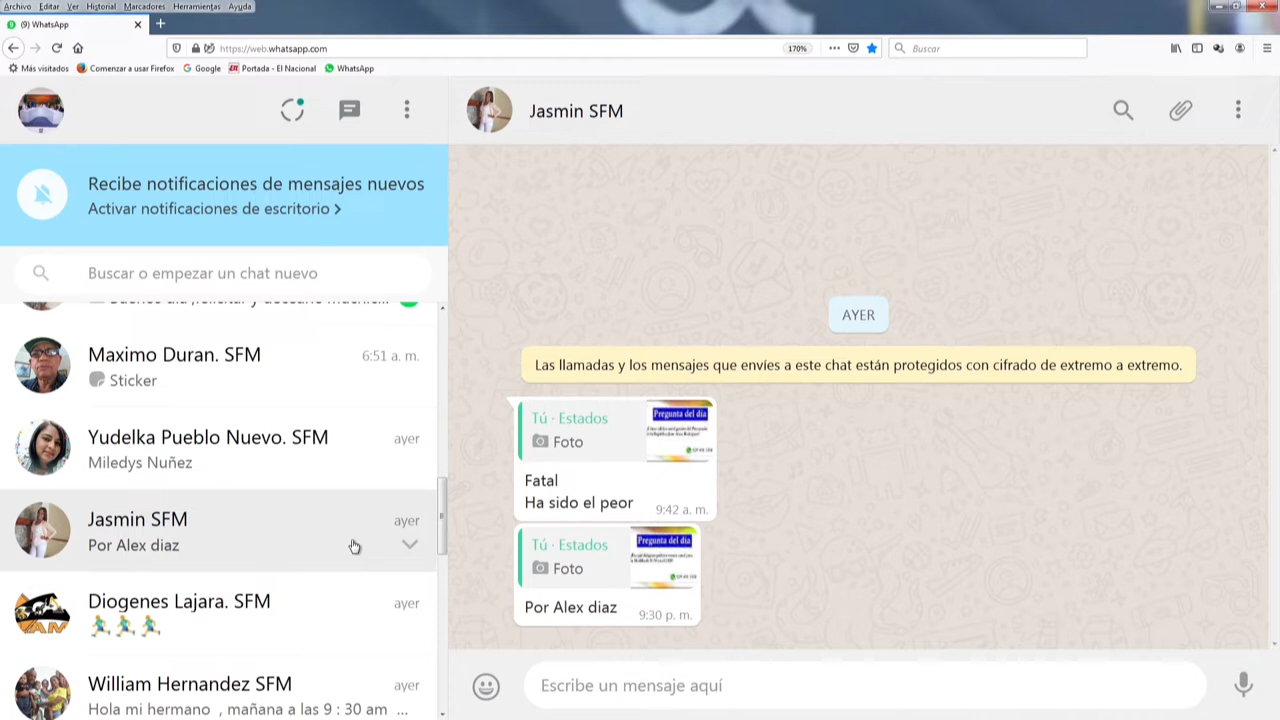 Archivo Editar Ver Historial Marcadores Herramientas Ayuda
(9) WhatsApp
https://web.whatsapp.com
170%
Buscar
Más visitados Comenzar a usar Firefox Google Portada - El Nacional WhatsApp
Jasmin SFM
Recibe notificaciones de mensajes nuevos
Activar notificaciones de escritorio
Buscar o empezar un chat nuevo
Maximo Duran. SFM 6:51 a. m.
Sticker
Yudelka Pueblo Nuevo. SFM ayer
Miledys Nuñez
Jasmin SFM ayer
Por Alex diaz
Diogenes Lajara. SFM ayer
William Hernandez SFM ayer
Hola mi hermano , mañana a las 9 : 30 am ...
AYER
Las llamadas y los mensajes que envíes a este chat están protegidos con cifrado de extremo a extremo.
Tú · Estados
Foto
Pregunta del dia
Fatal
Ha sido el peor 9:42 a. m.
Tú · Estados
Foto
Pregunta del dia
Por Alex diaz 9:30 p. m.
Escribe un mensaje aquí